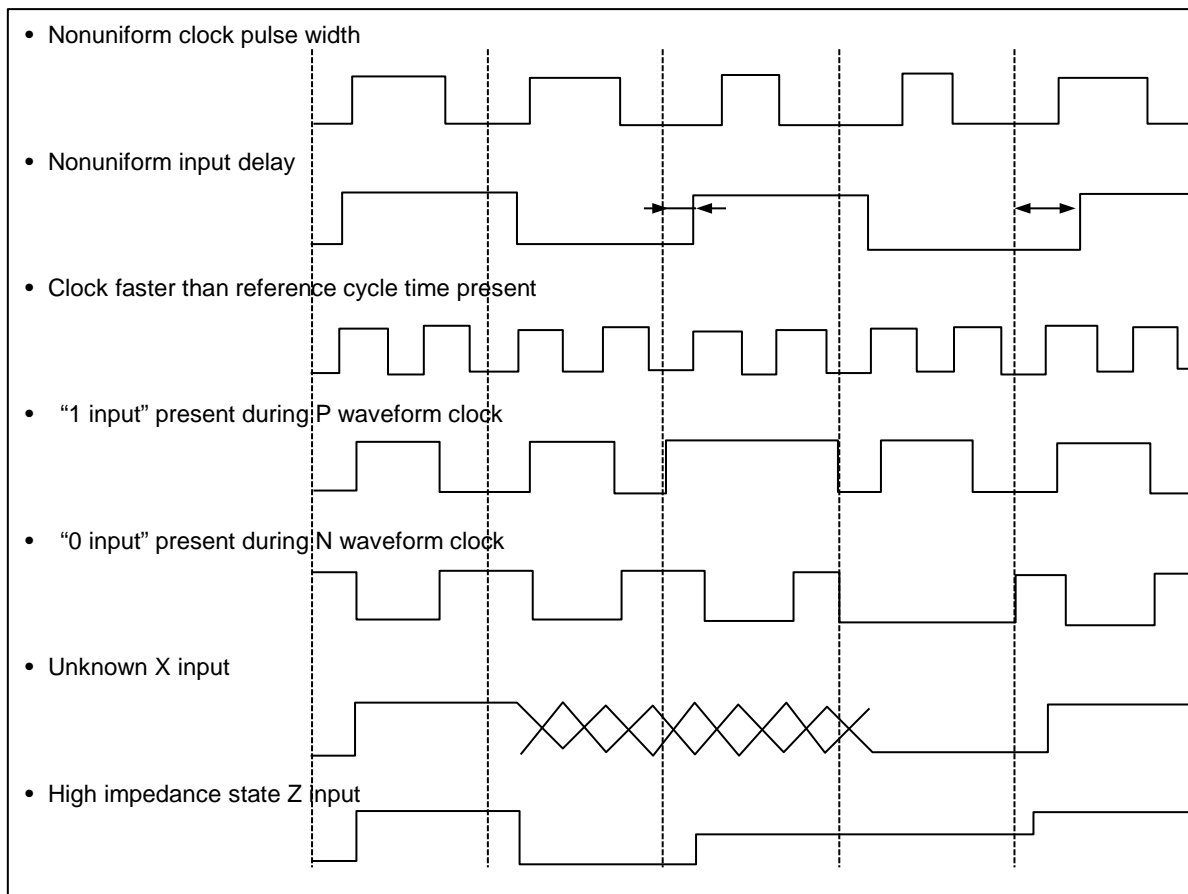 • Nonuniform clock pulse width
• Nonuniform input delay
• Clock faster than reference cycle time present
• “1 input” present during P waveform clock
• “0 input” present during N waveform clock
• Unknown X input
• High impedance state Z input